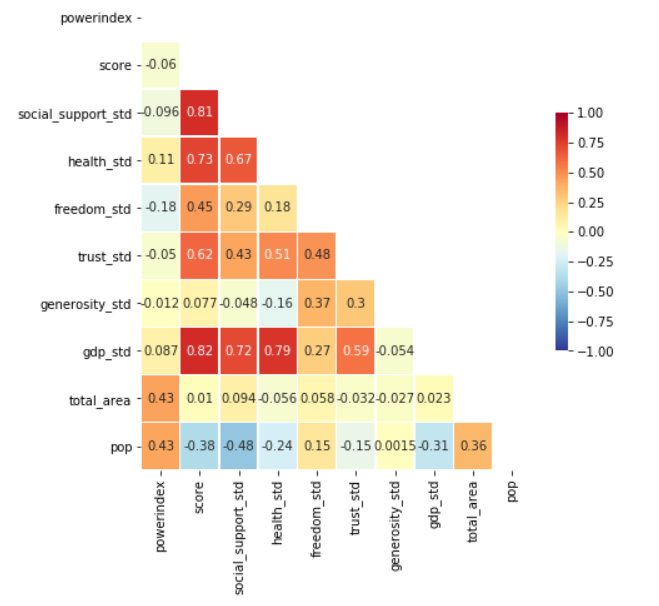 powerindex
score -0.06
social_support_std -0.096 0.81
health_std 0.11 0.73 0.67
freedom_std -0.18 0.45 0.29 0.18
trust_std -0.05 0.62 0.43 0.51 0.48
generosity_std -0.012 0.077 -0.048 -0.16 0.37 0.3
gdp_std 0.087 0.82 0.72 0.79 0.27 0.59 -0.054
total_area 0.43 0.01 0.094 -0.056 0.058 -0.032 -0.027 0.023
pop 0.43 -0.38 -0.48 -0.24 0.15 -0.15 0.0015 -0.31 0.36
powerindex
score
social_support_std
health_std
freedom_std
trust_std
generosity_std
gdp_std
total_area
pop
1.00
0.75
0.50
0.25
0.00
−0.25
−0.50
−0.75
−1.00